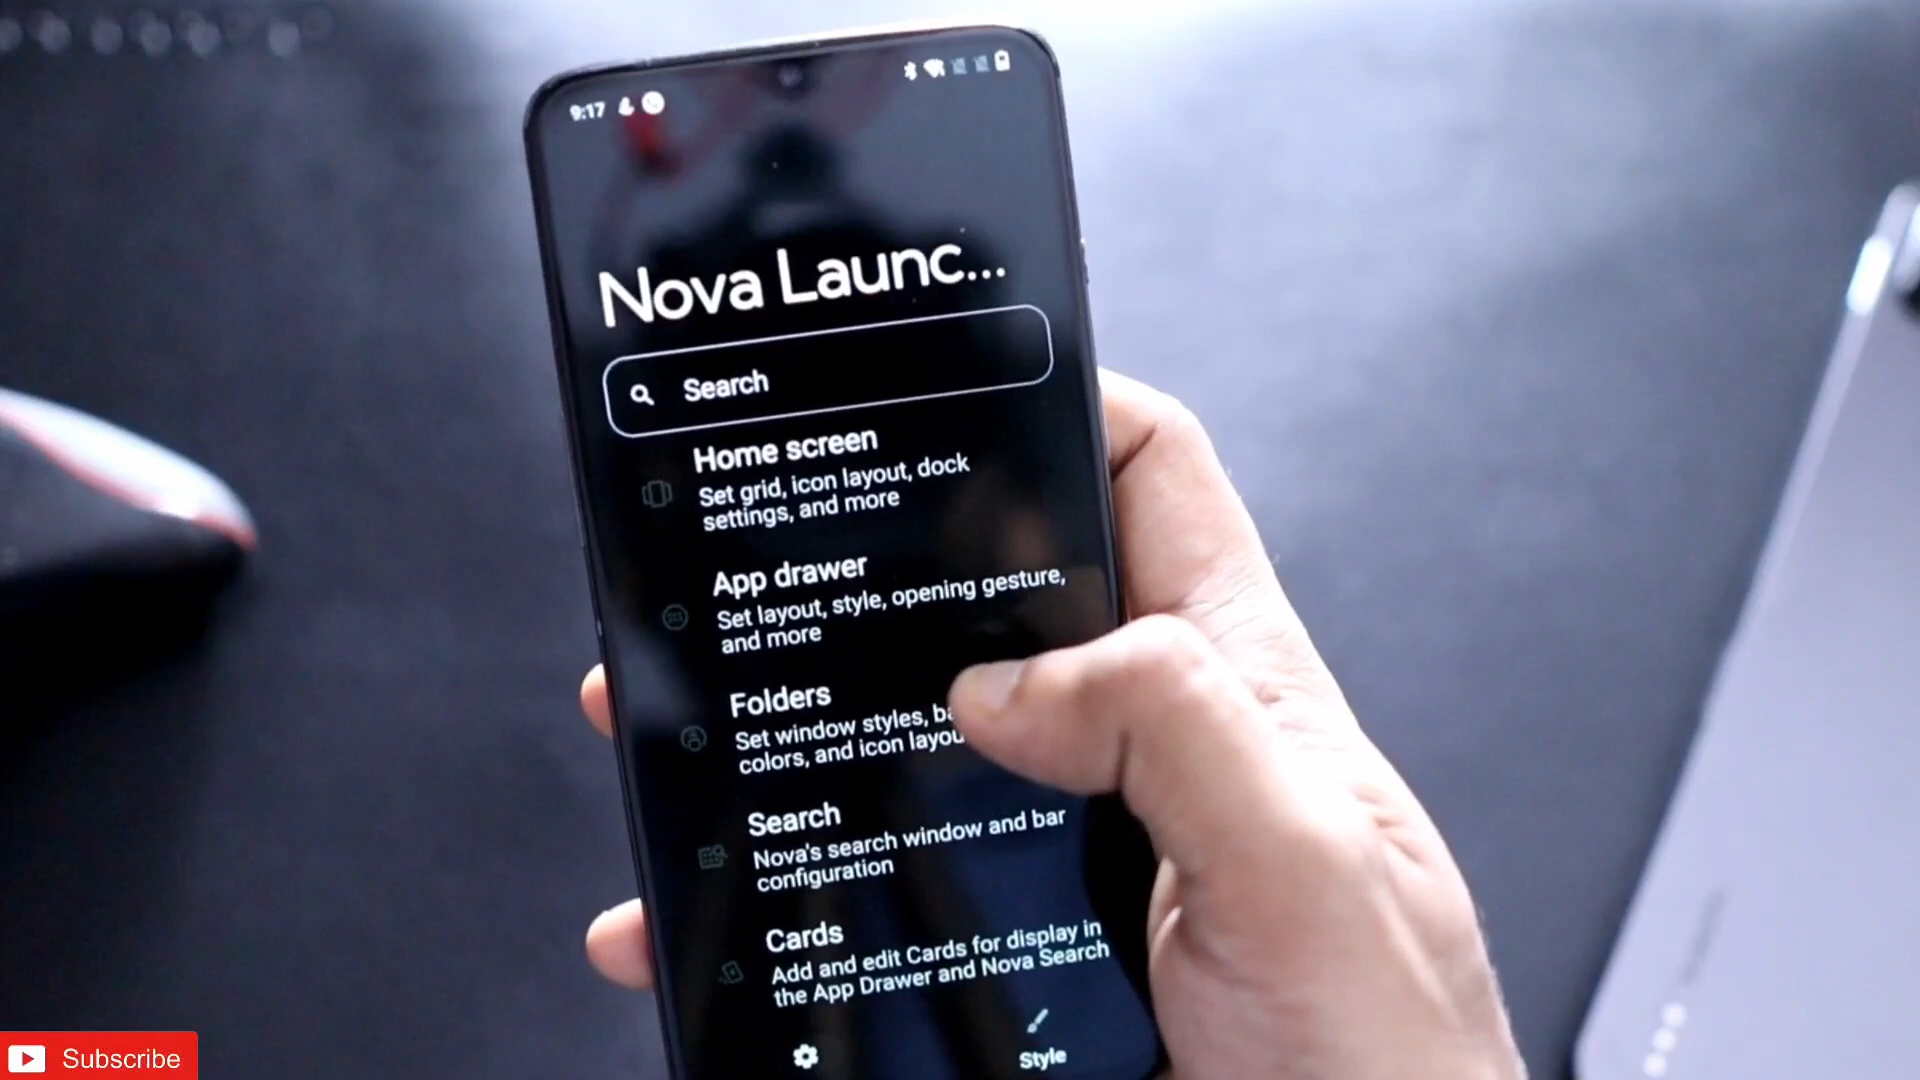 9:17
Nova Launc...
Search
Home screen
Set grid, icon layout, dock
settings, and more
App drawer
Set layout, style, opening gesture,
and more
Folders
Set window styles,
colors, and icon
Search
Nova's search window and bar
configuration
Cards
Add and edit Cards for display in
the App Drawer and Nova Search
Style
Subscribe